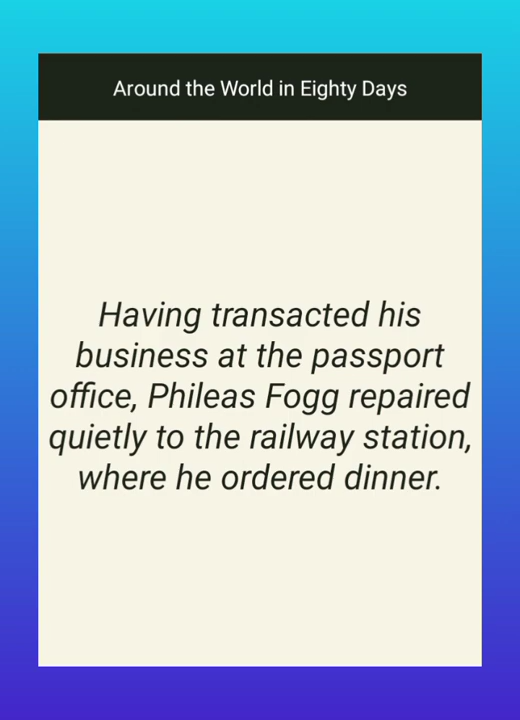 Around the World in Eighty Days
Having transacted his
business at the passport
office, Phileas Fogg repaired
quietly to the railway station,
where he ordered dinner.